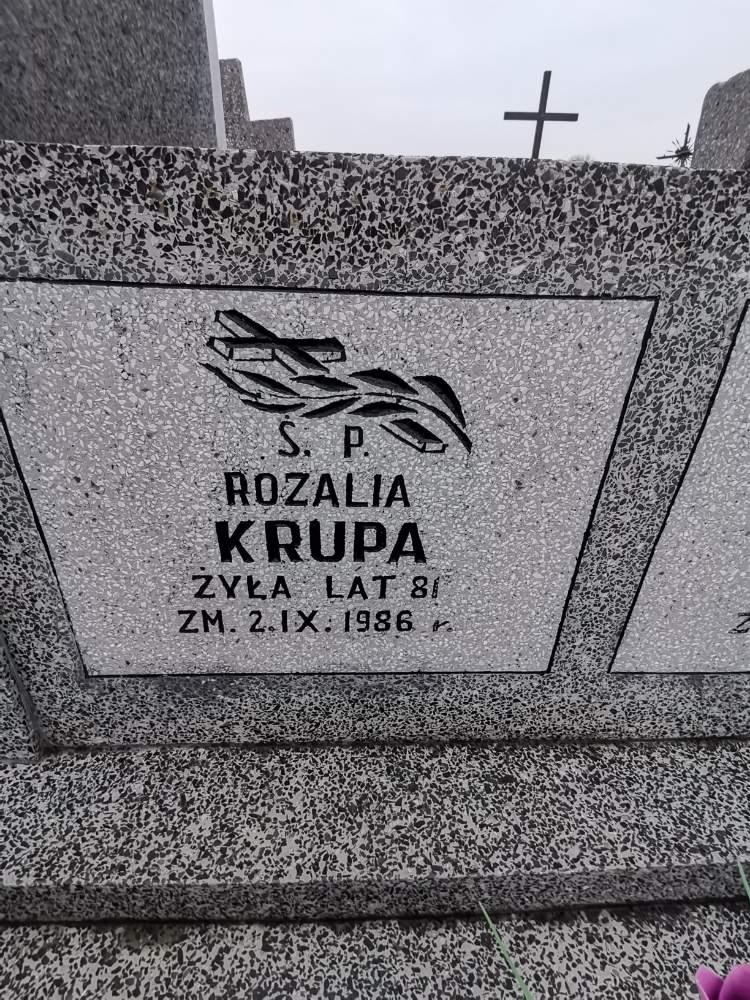 Ś. P.
ROZALIA
KRUPA
ŻYŁA LAT 81
ZM. 2.IX.1986 r.